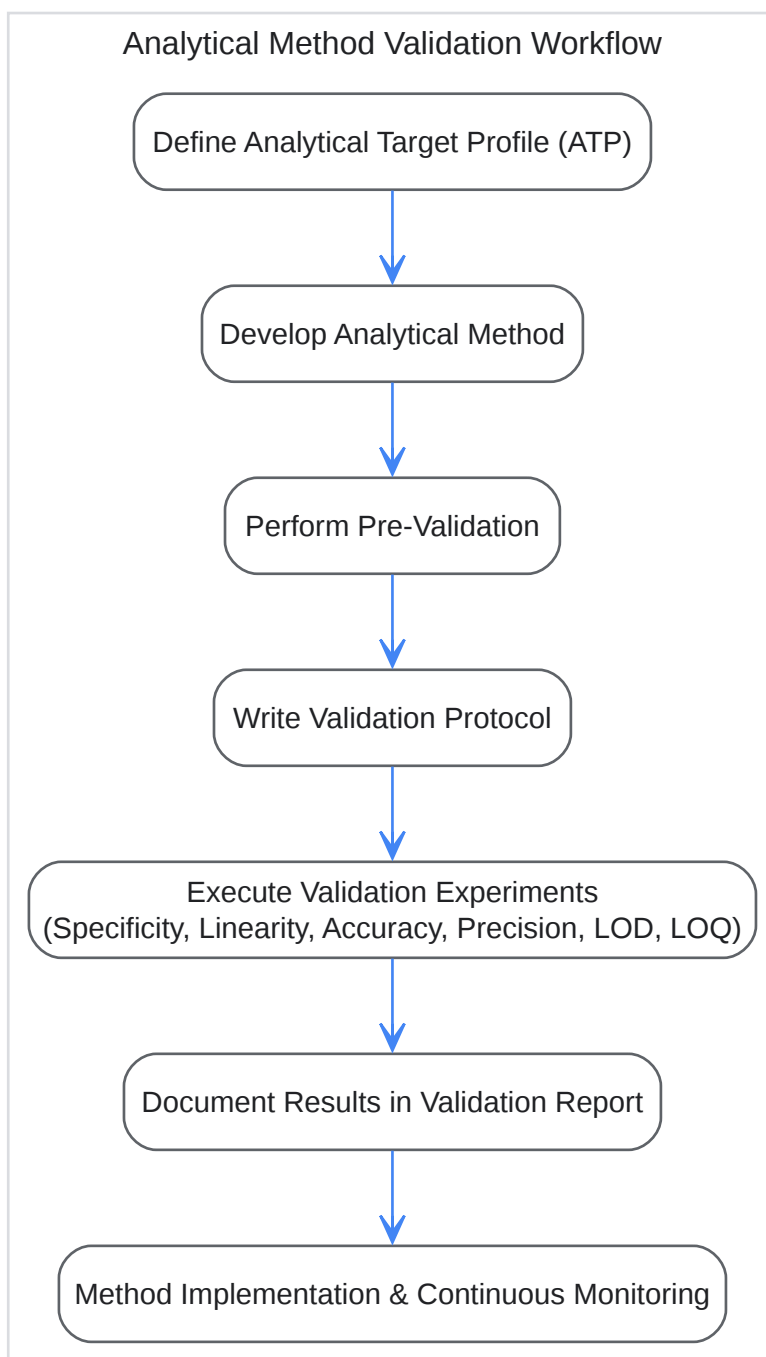 Analytical Method Validation Workflow
Define Analytical Target Profile (ATP)
Develop Analytical Method
Perform Pre-Validation
Write Validation Protocol
Execute Validation Experiments
(Specificity, Linearity, Accuracy, Precision, LOD, LOQ)
Document Results in Validation Report
Method Implementation & Continuous Monitoring